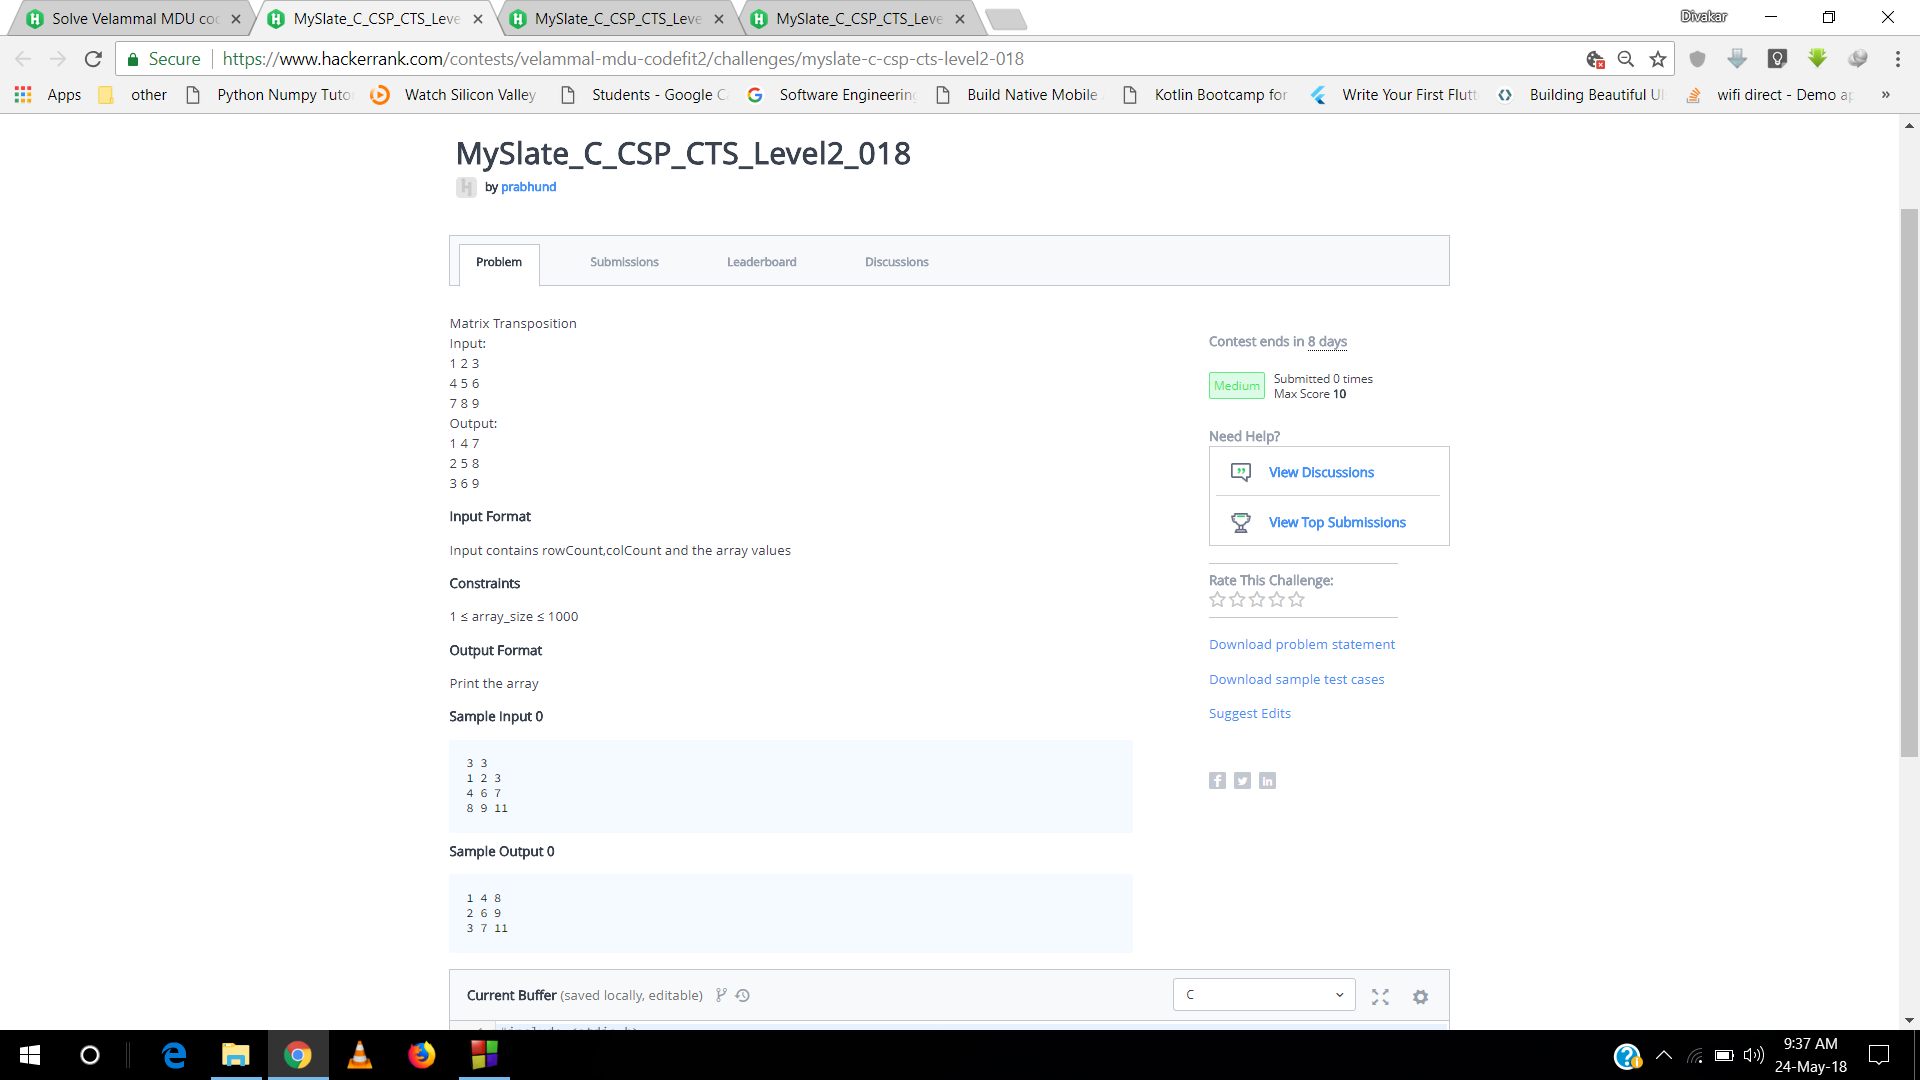 Solve Velammal MDU co
MySlate_C_CSP_CTS_Leve
MySlate_C_CSP_CTS_Leve
MySlate_C_CSP_CTS_Leve
Divakar
Secure
https://www.hackerrank.com/contests/velammal-mdu-codefit2/challenges/myslate-c-csp-cts-level2-018
Apps other Python Numpy Tuto Watch Silicon Valley Students - Google C Software Engineering Build Native Mobile Kotlin Bootcamp for Write Your First Flutt Building Beautiful UI wifi direct - Demo ap »
MySlate_C_CSP_CTS_Level2_018
by prabhund
Problem Submissions Leaderboard Discussions
Matrix Transposition
Input:
1 2 3
4 5 6
7 8 9
Output:
1 4 7
2 5 8
3 6 9
Input Format
Input contains rowCount,colCount and the array values
Constraints
1 ≤ array_size ≤ 1000
Output Format
Print the array
Sample Input 0
3 3
1 2 3
4 6 7
8 9 11
Sample Output 0
1 4 8
2 6 9
3 7 11
Contest ends in 8 days
Medium
Submitted 0 times
Max Score 10
Need Help?
View Discussions
View Top Submissions
Rate This Challenge:
Download problem statement
Download sample test cases
Suggest Edits
Current Buffer (saved locally, editable)
C
9:37 AM
24-May-18